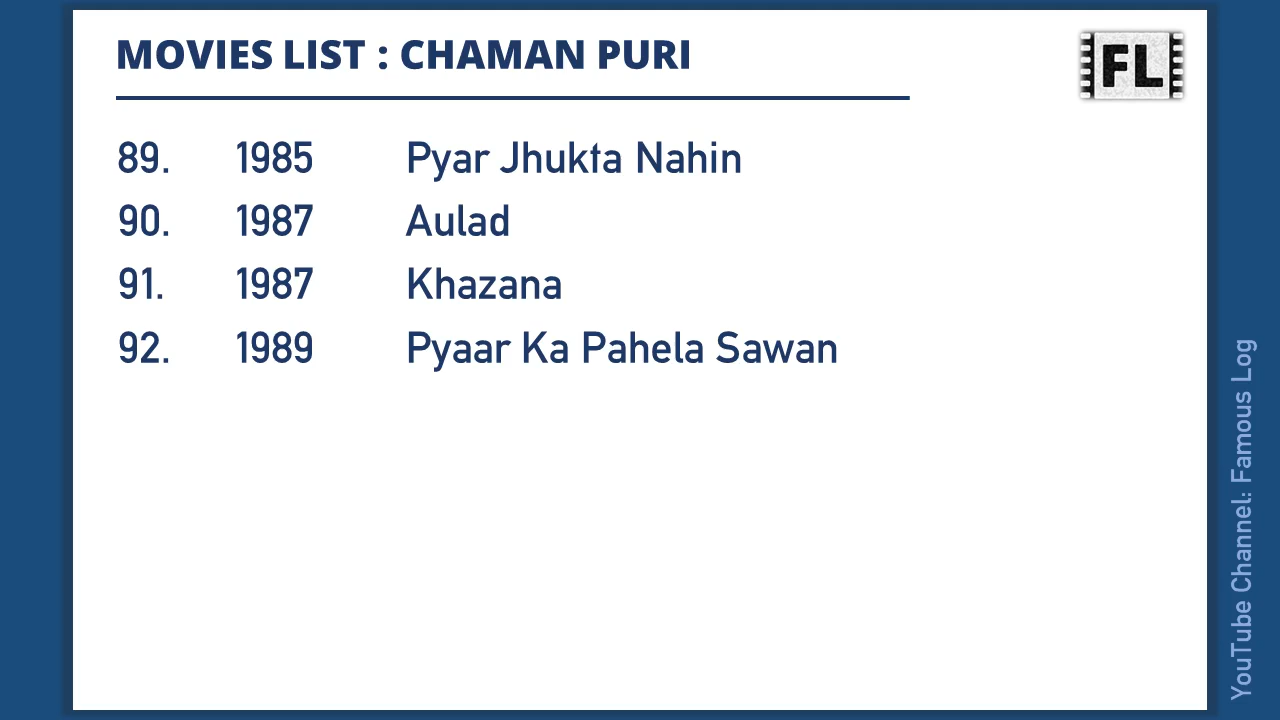 MOVIES LIST : CHAMAN PURI
FL
89. 1985 Pyar Jhukta Nahin
90. 1987 Aulad
91. 1987 Khazana
92. 1989 Pyaar Ka Pahela Sawan
YouTube Channel: Famous Log